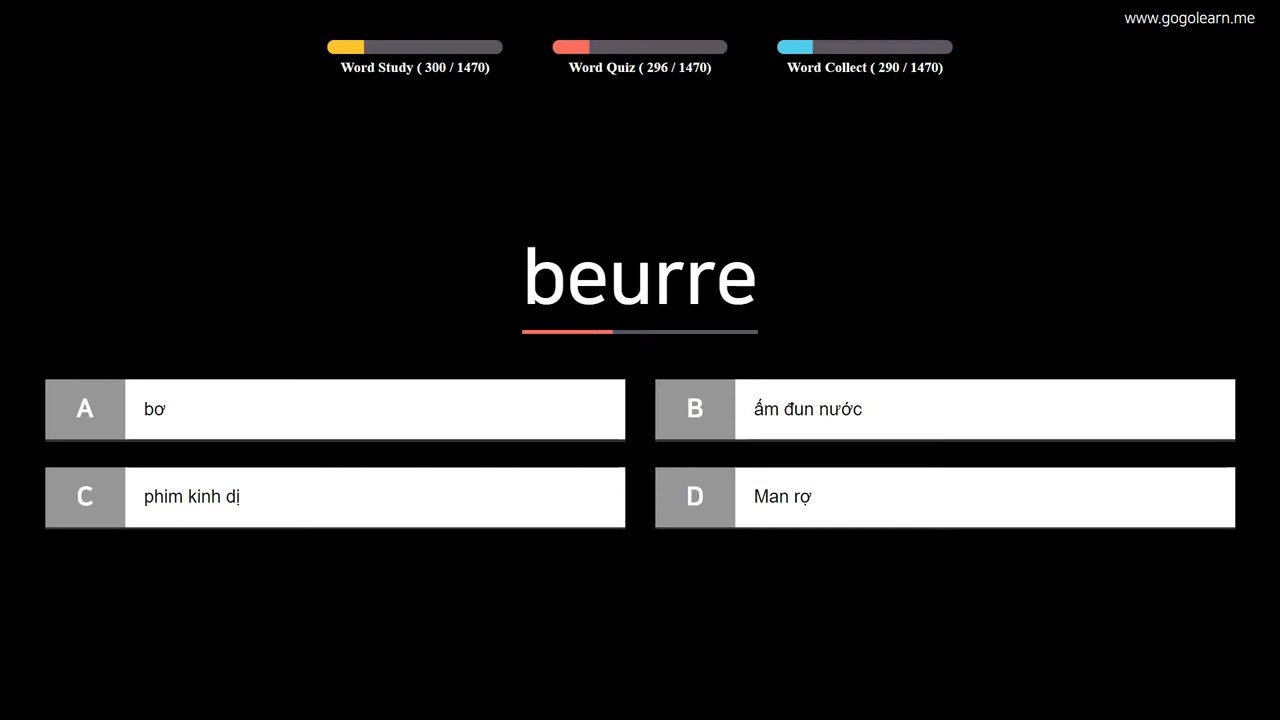 www.gogolearn.me
Word Study ( 300 / 1470)
Word Quiz ( 296 / 1470)
Word Collect ( 290 / 1470)
beurre
A bơ
B ấm đun nước
C phim kinh dị
D Man rợ